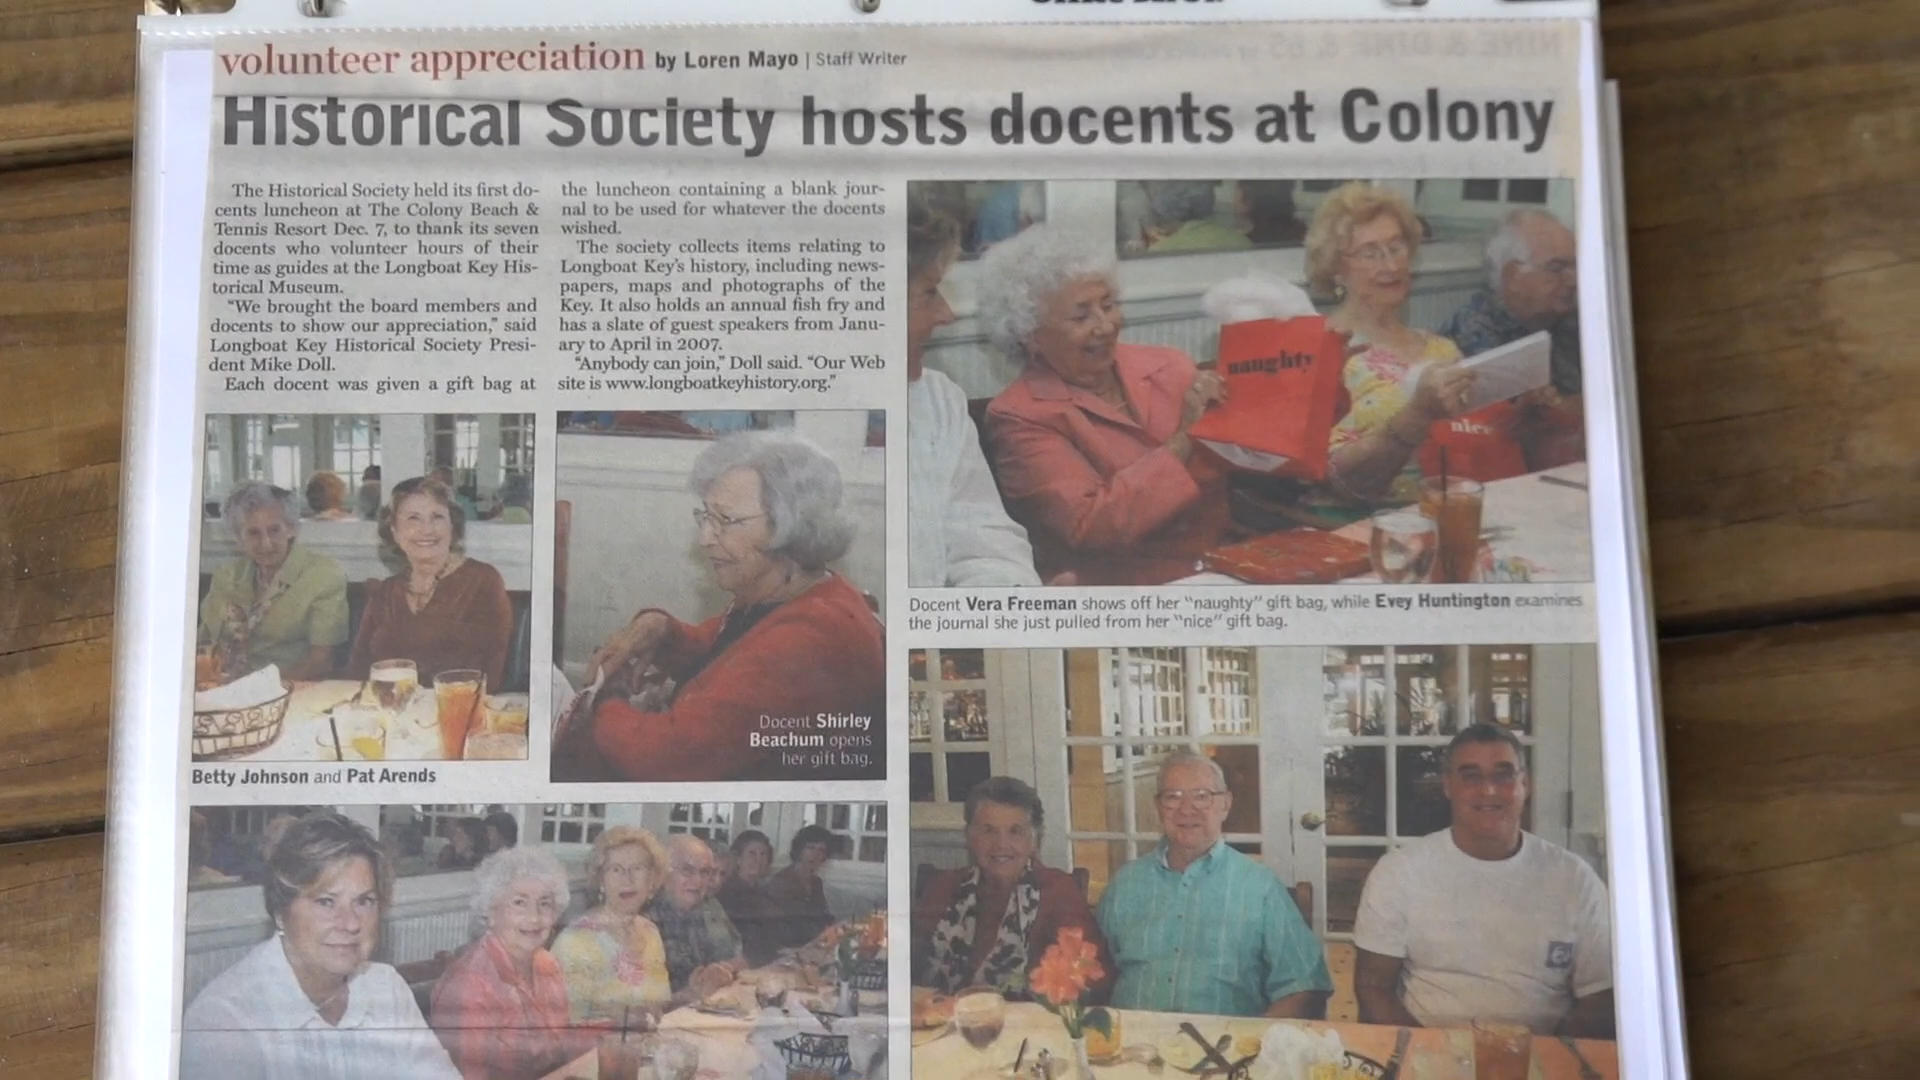 volunteer appreciation by Loren Mayo | Staff Writer
Historical Society hosts docents at Colony
The Historical Society held its first do-
cents luncheon at The Colony Beach &
Tennis Resort Dec. 7, to thank its seven
docents who volunteer hours of their
time as guides at the Longboat Key His-
torical Museum.
"We brought the board members and
docents to show our appreciation," said
Longboat Key Historical Society Presi-
dent Mike Doll.
Each docent was given a gift bag at
the luncheon containing a blank jour-
nal to be used for whatever the docents
wished.
The society collects items relating to
Longboat Key's history, including news-
papers, maps and photographs of the
Key. It also holds an annual fish fry and
has a slate of guest speakers from Janu-
ary to April in 2007.
"Anybody can join," Doll said. "Our Web
site is www.longboatkeyhistory.org."
naughty
nice
Docent Vera Freeman shows off her "naughty" gift bag, while Evey Huntington examines
the journal she just pulled from her "nice" gift bag.
Docent Shirley
Beachum opens
her gift bag.
Betty Johnson and Pat Arends